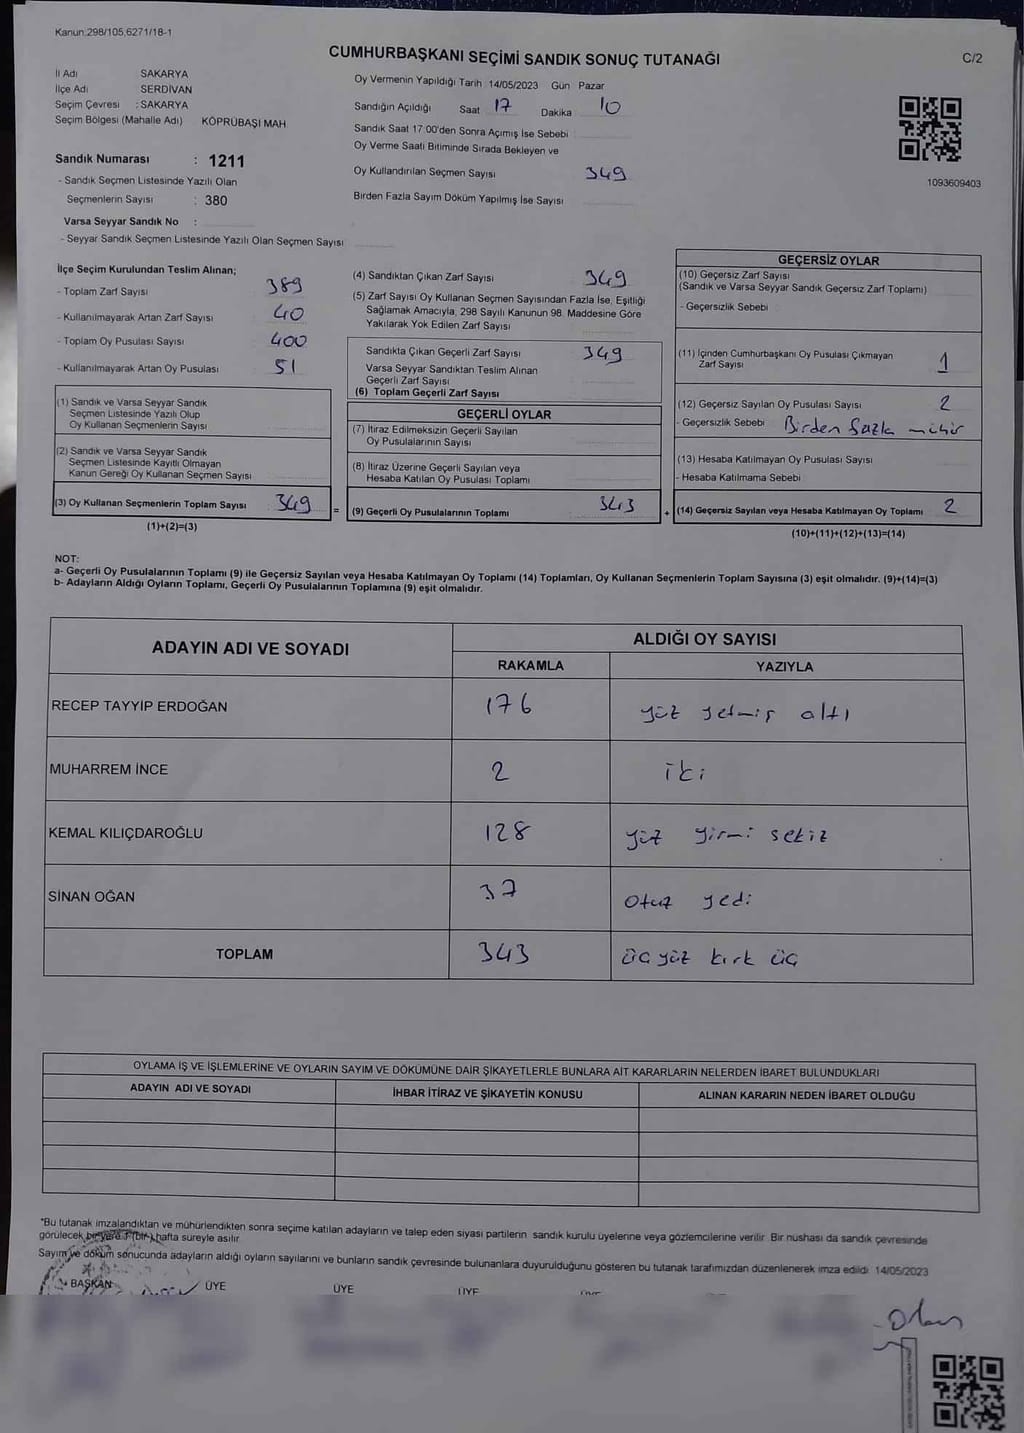 Kanun:298/105,6271/18-1
CUMHURBAŞKANI SEÇİMİ SANDIK SONUÇ TUTANAĞI
C/2
İl Adı SAKARYA
İlçe Adı SERDİVAN
Seçim Çevresi : SAKARYA
Seçim Bölgesi (Mahalle Adı) KÖPRÜBAŞI MAH
Sandık Numarası : 1211
- Sandık Seçmen Listesinde Yazılı Olan
Seçmenlerin Sayısı : 380
Varsa Seyyar Sandık No :
- Seyyar Sandık Seçmen Listesinde Yazılı Olan Seçmen Sayısı
Oy Vermenin Yapıldığı Tarih 14/05/2023 Gün Pazar
Sandığın Açıldığı Saat 17 Dakika 10
Sandık Saat 17:00'den Sonra Açımış İse Sebebi
Oy Verme Saati Bitiminde Sırada Bekleyen ve
Oy Kullandırılan Seçmen Sayısı 349
Birden Fazla Sayım Döküm Yapılmış İse Sayısı
1093609403
İlçe Seçim Kurulundan Teslim Alınan;
- Toplam Zarf Sayısı 389
- Kullanılmayarak Artan Zarf Sayısı 40
- Toplam Oy Pusulası Sayısı 400
- Kullanılmayarak Artan Oy Pusulası 51
(1) Sandık ve Varsa Seyyar Sandık
Seçmen Listesinde Yazılı Olup
Oy Kullanan Seçmenlerin Sayısı
(2) Sandık ve Varsa Seyyar Sandık
Seçmen Listesinde Kayıtlı Olmayan
Kanun Gereği Oy Kullanan Seçmen Sayısı
(3) Oy Kullanan Seçmenlerin Toplam Sayısı 349 =
(1)+(2)=(3)
(4) Sandıktan Çıkan Zarf Sayısı 349
(5) Zarf Sayısı Oy Kullanan Seçmen Sayısından Fazla İse, Eşitliği
Sağlamak Amacıyla, 298 Sayılı Kanunun 98. Maddesine Göre
Yakılarak Yok Edilen Zarf Sayısı
Sandıkta Çıkan Geçerli Zarf Sayısı 349
Varsa Seyyar Sandıktan Teslim Alınan
Geçerli Zarf Sayısı
(6) Toplam Geçerli Zarf Sayısı
GEÇERLİ OYLAR
(7) İtiraz Edilmeksizin Geçerli Sayılan
Oy Pusulalarının Sayısı
(8) İtiraz Üzerine Geçerli Sayılan veya
Hesaba Katılan Oy Pusulası Toplamı
(9) Geçerli Oy Pusulalarının Toplamı 343 +
GEÇERSİZ OYLAR
(10) Geçersiz Zarf Sayısı
(Sandık ve Varsa Seyyar Sandık Geçersiz Zarf Toplamı)
- Geçersizlik Sebebi
(11) İçinden Cumhurbaşkanı Oy Pusulası Çıkmayan
Zarf Sayısı 1
(12) Geçersiz Sayılan Oy Pusulası Sayısı 2
- Geçersizlik Sebebi Birden fazla mühür
(13) Hesaba Katılmayan Oy Pusulası Sayısı
- Hesaba Katılmama Sebebi
(14) Geçersiz Sayılan veya Hesaba Katılmayan Oy Toplamı 2
(10)+(11)+(12)+(13)=(14)
NOT:
a- Geçerli Oy Pusulalarının Toplamı (9) ile Geçersiz Sayılan veya Hesaba Katılmayan Oy Toplamı (14) Toplamları, Oy Kullanan Seçmenlerin Toplam Sayısına (3) eşit olmalıdır. (9)+(14)=(3)
b- Adayların Aldığı Oyların Toplamı, Geçerli Oy Pusulalarının Toplamına (9) eşit olmalıdır.
ADAYIN ADI VE SOYADI ALDIĞI OY SAYISI
RAKAMLA YAZIYLA
RECEP TAYYİP ERDOĞAN 176 yüz yetmiş altı
MUHARREM İNCE 2 iki
KEMAL KILIÇDAROĞLU 128 yüz yirmi sekiz
SİNAN OĞAN 37 otuz yedi
TOPLAM 343 üç yüz kırk üç
OYLAMA İŞ VE İŞLEMLERİNE VE OYLARIN SAYIM VE DÖKÜMÜNE DAİR ŞİKAYETLERLE BUNLARA AİT KARARLARIN NELERDEN İBARET BULUNDUKLARI
ADAYIN ADI VE SOYADI İHBAR İTİRAZ VE ŞİKAYETİN KONUSU ALINAN KARARIN NEDEN İBARET OLDUĞU
*Bu tutanak imzalandıktan ve mühürlendikten sonra seçime katılan adayların ve talep eden siyasi partilerin sandık kurulu üyelerine veya gözlemcilerine verilir. Bir nüshası da sandık çevresinde
görülecek bir yere 1 (bir) hafta süreyle asılır
Sayım ve döküm sonucunda adayların aldığı oyların sayılarını ve bunların sandık çevresinde bulunanlara duyurulduğunu gösteren bu tutanak tarafımızdan düzenlenerek imza edildi 14/05/2023
BAŞKAN ÜYE ÜYE ÜYE